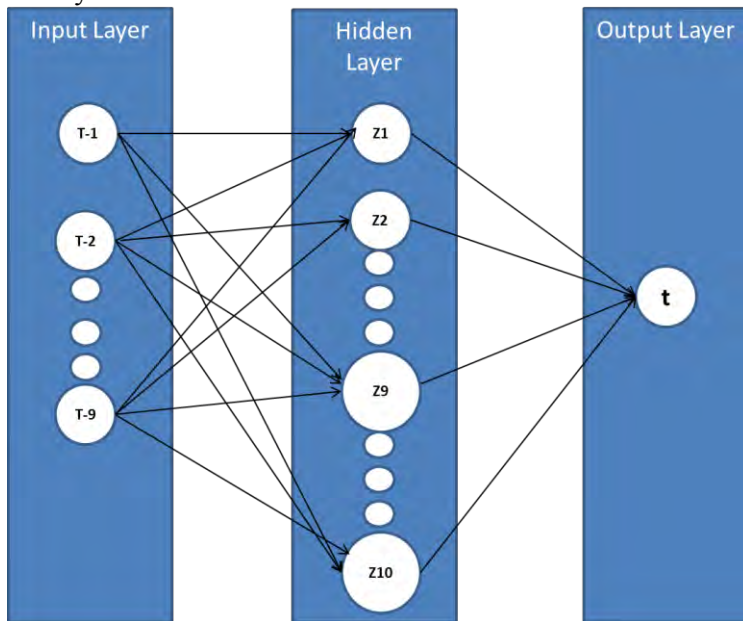 Input Layer
Hidden
Layer
Output Layer
T-1
Z1
T-2
Z2
t
T-9
Z9
Z10